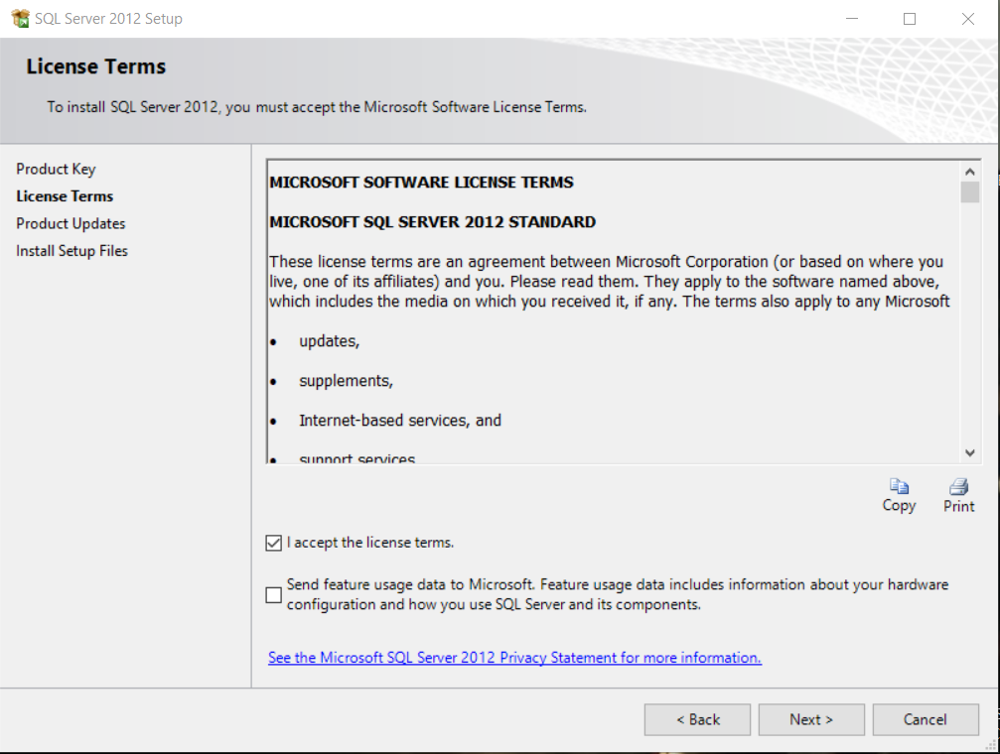 SQL Server 2012 Setup
License Terms
To install SQL Server 2012, you must accept the Microsoft Software License Terms.
Product Key
License Terms
Product Updates
Install Setup Files
MICROSOFT SOFTWARE LICENSE TERMS
MICROSOFT SQL SERVER 2012 STANDARD
These license terms are an agreement between Microsoft Corporation (or based on where you
live, one of its affiliates) and you. Please read them. They apply to the software named above,
which includes the media on which you received it, if any. The terms also apply to any Microsoft
• updates,
• supplements,
• Internet-based services, and
• support services
Copy
Print
I accept the license terms.
Send feature usage data to Microsoft. Feature usage data includes information about your hardware
configuration and how you use SQL Server and its components.
See the Microsoft SQL Server 2012 Privacy Statement for more information.
< Back
Next >
Cancel